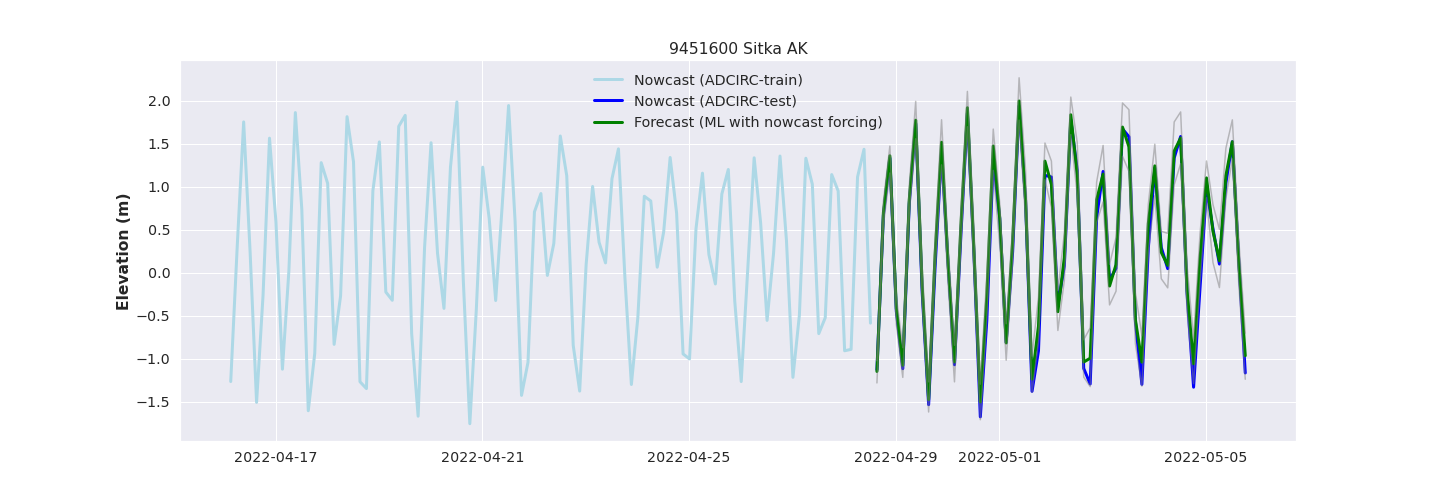 9451600 Sitka AK
Nowcast (ADCIRC-train)
Nowcast (ADCIRC-test)
Forecast (ML with nowcast forcing)
Elevation (m)
2.0
1.5
1.0
0.5
0.0
−0.5
−1.0
−1.5
2022-04-17
2022-04-21
2022-04-25
2022-04-29
2022-05-01
2022-05-05